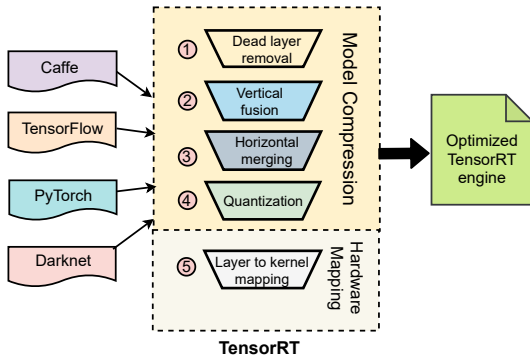 Caffe
TensorFlow
PyTorch
Darknet
1
Dead layer
removal
2
Vertical
fusion
3
Horizontal
merging
4
Quantization
Model Compression
5
Layer to kernel
mapping
Hardware
Mapping
TensorRT
Optimized
TensorRT
engine